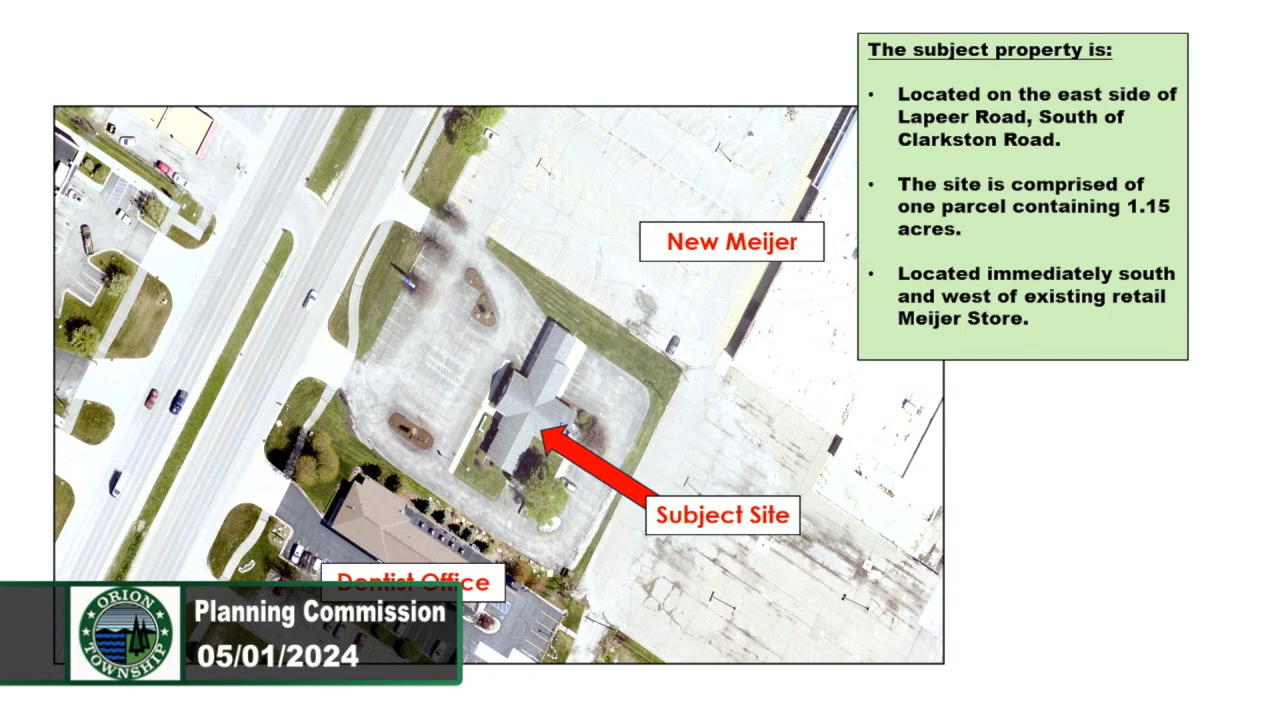 The subject property is:
• Located on the east side of
Lapeer Road, South of
Clarkston Road.
• The site is comprised of
one parcel containing 1.15
acres.
• Located immediately south
and west of existing retail
Meijer Store.
New Meijer
Subject Site
Dentist Office
ORION
TOWNSHIP
Planning Commission
05/01/2024